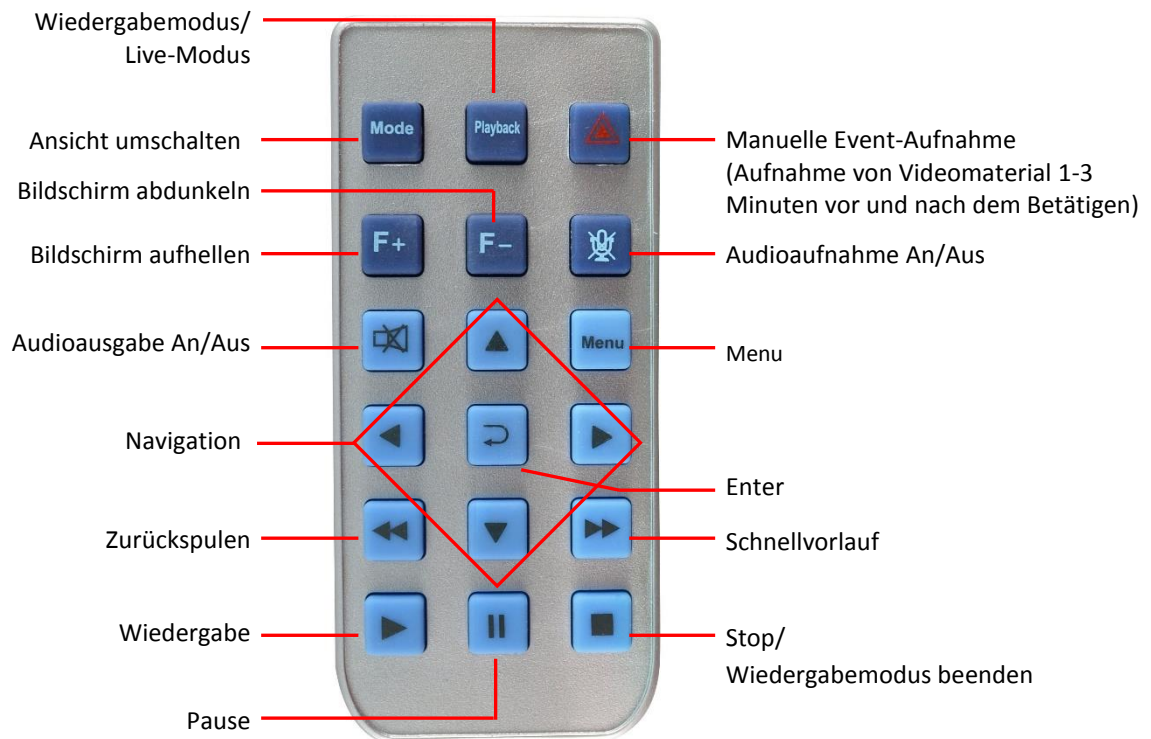 Wiedergabemodus/
Live-Modus
Mode
Playback
Ansicht umschalten
Manuelle Event-Aufnahme
(Aufnahme von Videomaterial 1-3
Minuten vor und nach dem Betätigen)
Bildschirm abdunkeln
F+
F-
Bildschirm aufhellen
Audioaufnahme An/Aus
Audioausgabe An/Aus
Menu
Menu
Navigation
Enter
Zurückspulen
Schnellvorlauf
Wiedergabe
Stop/
Wiedergabemodus beenden
Pause